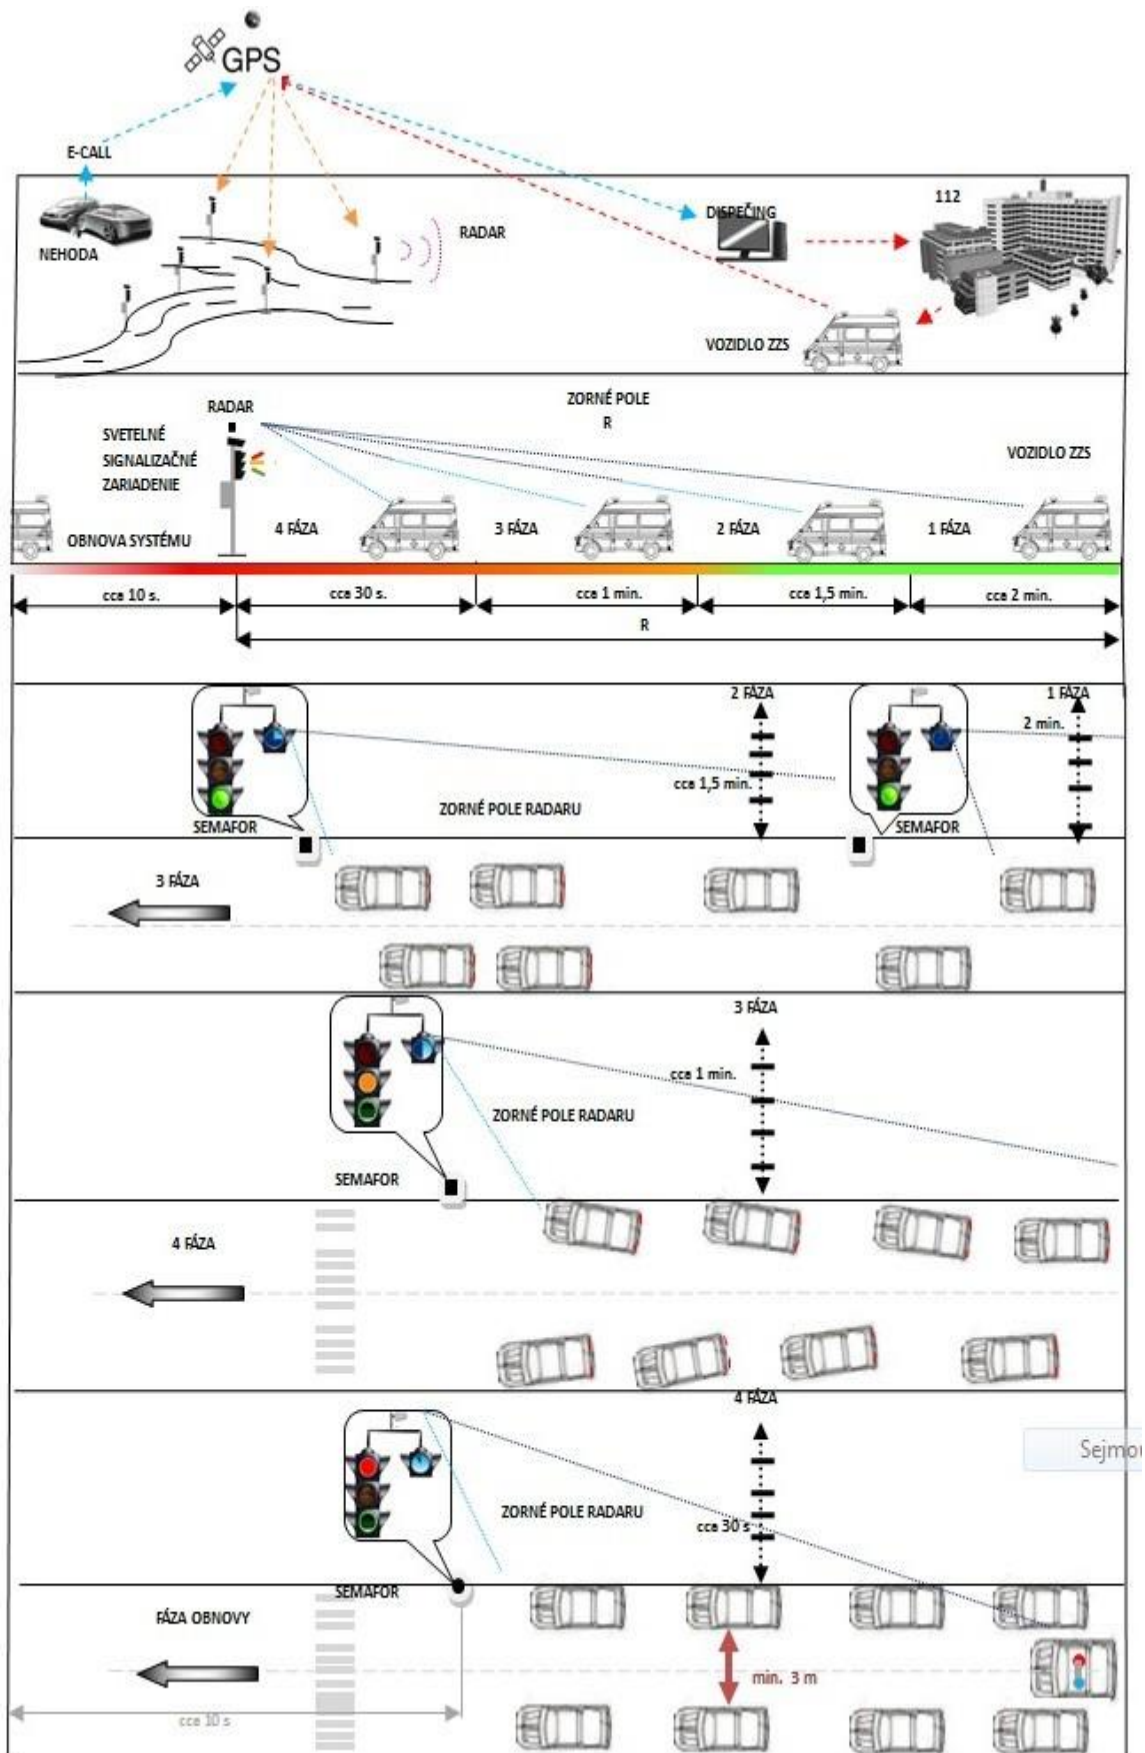 GPS
E-CALL
NEHODA
RADAR
DISPEČING
112
VOZIDLO ZZS
RADAR
ZORNÉ POLE
R
SVETELNÉ
SIGNALIZAČNÉ
ZARIADENIE
VOZIDLO ZZS
OBNOVA SYSTÉMU
4 FÁZA
3 FÁZA
2 FÁZA
1 FÁZA
cca 10 s.
cca 30 s.
cca 1 min.
cca 1,5 min.
cca 2 min.
R
2 FÁZA
1 FÁZA
2 min.
cca 1,5 min.
ZORNÉ POLE RADARU
SEMAFOR
SEMAFOR
3 FÁZA
3 FÁZA
cca 1 min.
ZORNÉ POLE RADARU
SEMAFOR
4 FÁZA
4 FÁZA
Sejmou
ZORNÉ POLE RADARU
cca 30 s
SEMAFOR
FÁZA OBNOVY
min. 3 m
cca 10 s